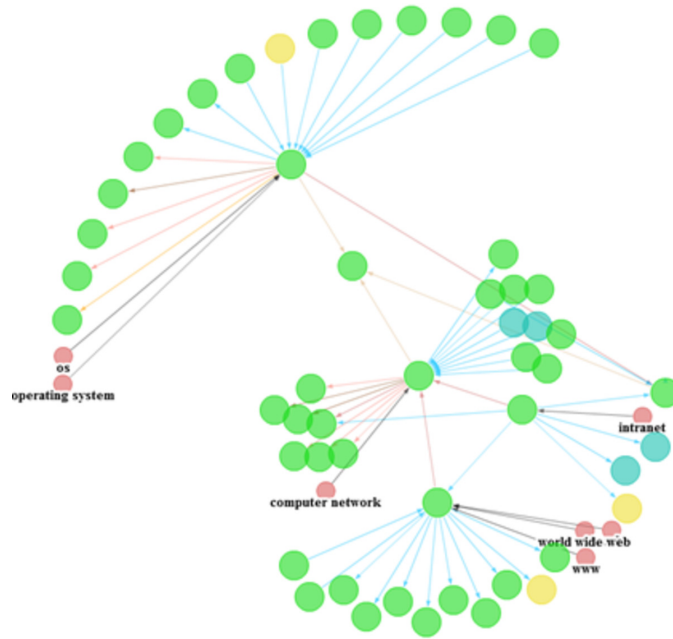 os
operating system
intranet
computer network
world wide web
www